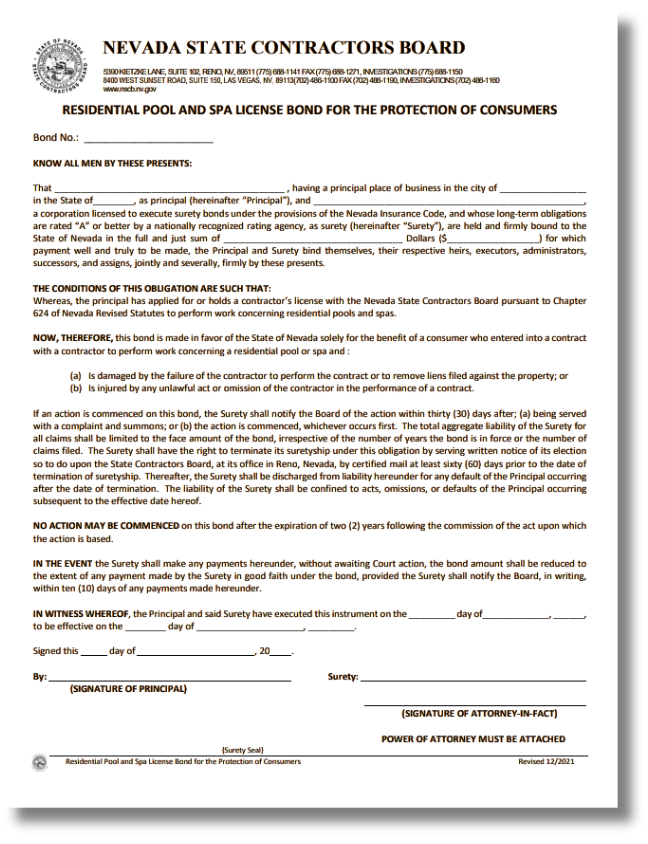 NEVADA STATE CONTRACTORS BOARD
5390 KIETZKE LANE, SUITE 102, RENO, NV, 89511 (775) 688-1141 FAX (775) 688-1271, INVESTIGATIONS (775) 688-1150
8400 WEST SUNSET ROAD, SUITE 150, LAS VEGAS, NV, 89113 (702) 486-1100 FAX (702) 486-1190, INVESTIGATIONS (702) 486-1160
www.nscb.nv.gov
RESIDENTIAL POOL AND SPA LICENSE BOND FOR THE PROTECTION OF CONSUMERS
Bond No.: ______________________
KNOW ALL MEN BY THESE PRESENTS:
That ____________________________________________ , having a principal place of business in the city of _________________
in the State of________, as principal (hereinafter “Principal”), and ____________________________________________________,
a corporation licensed to execute surety bonds under the provisions of the Nevada Insurance Code, and whose long-term obligations
are rated “A” or better by a nationally recognized rating agency, as surety (hereinafter “Surety), are held and firmly bound to the
State of Nevada in the full and just sum of ___________________________________ Dollars ($__________________) for which
payment well and truly to be made, the Principal and Surety bind themselves, their respective heirs, executors, administrators,
successors, and assigns, jointly and severally, firmly by these presents.
THE CONDITIONS OF THIS OBLIGATION ARE SUCH THAT:
Whereas, the principal has applied for or holds a contractor’s license with the Nevada State Contractors Board pursuant to Chapter
624 of Nevada Revised Statutes to perform work concerning residential pools and spas.
NOW, THEREFORE, this bond is made in favor of the State of Nevada solely for the benefit of a consumer who entered into a contract
with a contractor to perform work concerning a residential pool or spa and :
(a) Is damaged by the failure of the contractor to perform the contract or to remove liens filed against the property; or
(b) Is injured by any unlawful act or omission of the contractor in the performance of a contract.
If an action is commenced on this bond, the Surety shall notify the Board of the action within thirty (30) days after; (a) being served
with a complaint and summons; or (b) the action is commenced, whichever occurs first. The total aggregate liability of the Surety for
all claims shall be limited to the face amount of the bond, irrespective of the number of years the bond is in force or the number of
claims filed. The Surety shall have the right to terminate its suretyship under this obligation by serving written notice of its election
so to do upon the State Contractors Board, at its office in Reno, Nevada, by certified mail at least sixty (60) days prior to the date of
termination of suretyship. Thereafter, the Surety shall be discharged from liability hereunder for any default of the Principal occurring
after the date of termination. The liability of the Surety shall be confined to acts, omissions, or defaults of the Principal occurring
subsequent to the effective date hereof.
NO ACTION MAY BE COMMENCED on this bond after the expiration of two (2) years following the commission of the act upon which
the action is based.
IN THE EVENT the Surety shall make any payments hereunder, without awaiting Court action, the bond amount shall be reduced to
the extent of any payment made by the Surety in good faith under the bond, provided the Surety shall notify the Board, in writing,
within ten (10) days of any payments made hereunder.
IN WITNESS WHEREOF, the Principal and said Surety have executed this instrument on the _________ day of_____________, ______,
to be effective on the ________ day of _____________________, _________.
Signed this _____ day of _______________________, 20____.
By: ________________________________ Surety: ________________________________
(SIGNATURE OF PRINCIPAL)
(SIGNATURE OF ATTORNEY-IN-FACT)
POWER OF ATTORNEY MUST BE ATTACHED
{Surety Seal}
Residential Pool and Spa License Bond for the Protection of Consumers Revised 12/2021